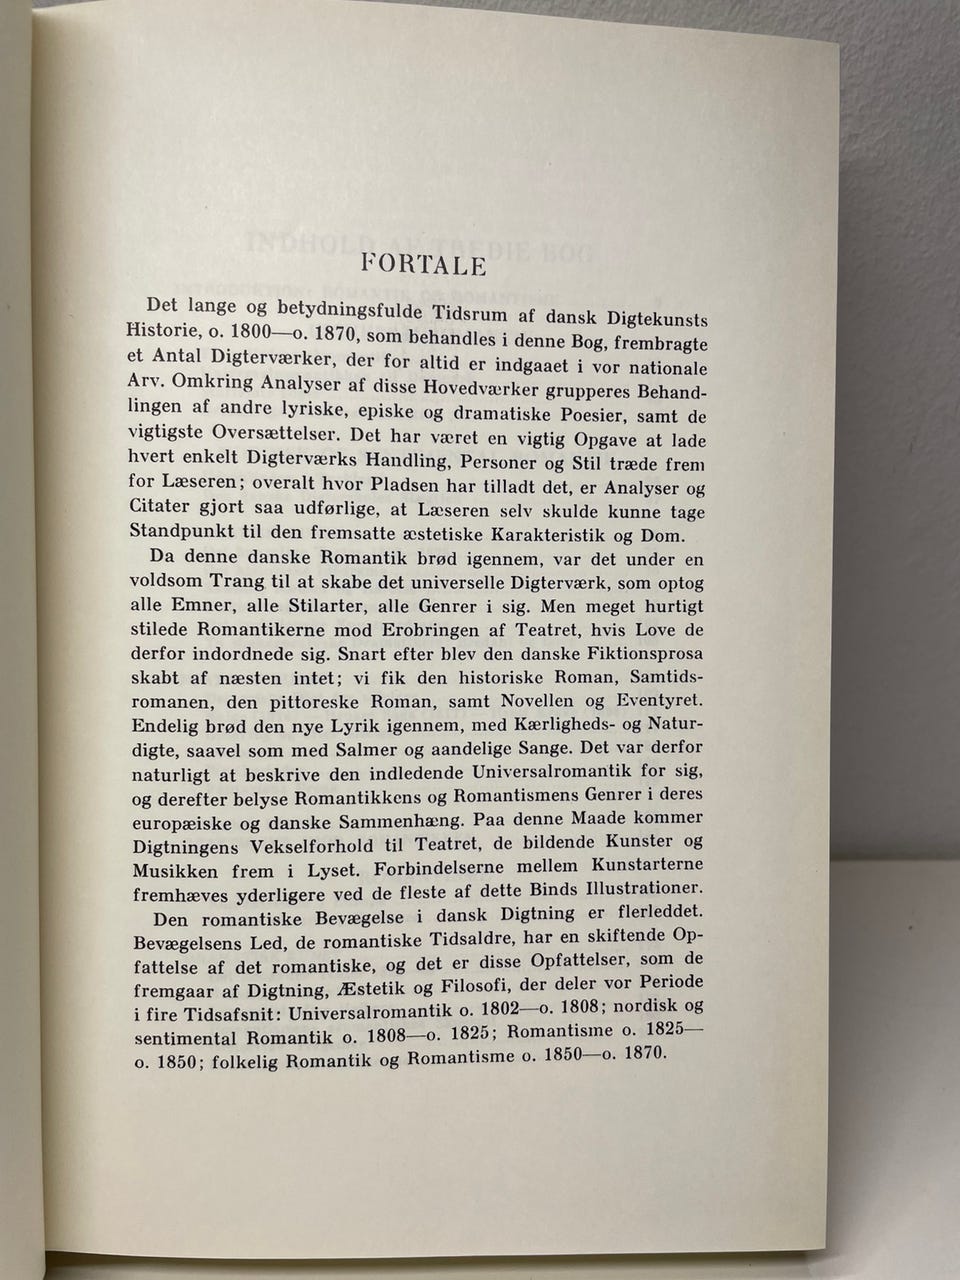 FORTALE
Det lange og betydningsfulde Tidsrum af dansk Digtekunsts
Historie, o. 1800—o. 1870, som behandles i denne Bog, frembragte
et Antal Digterværker, der for altid er indgaaet i vor nationale
Arv. Omkring Analyser af disse Hovedværker grupperes Behand-
lingen af andre lyriske, episke og dramatiske Poesier, samt de
vigtigste Oversættelser. Det har været en vigtig Opgave at lade
hvert enkelt Digterværks Handling, Personer og Stil træde frem
for Læseren; overalt hvor Pladsen har tilladt det, er Analyser og
Citater gjort saa udførlige, at Læseren selv skulde kunne tage
Standpunkt til den fremsatte æstetiske Karakteristik og Dom.
Da denne danske Romantik brød igennem, var det under en
voldsom Trang til at skabe det universelle Digterværk, som optog
alle Emner, alle Stilarter, alle Genrer i sig. Men meget hurtigt
stilede Romantikerne mod Erobringen af Teatret, hvis Love de
derfor indordnede sig. Snart efter blev den danske Fiktionsprosa
skabt af næsten intet; vi fik den historiske Roman, Samtids-
romanen, den pittoreske Roman, samt Novellen og Eventyret.
Endelig brød den nye Lyrik igennem, med Kærligheds- og Natur-
digte, saavel som med Salmer og aandelige Sange. Det var derfor
naturligt at beskrive den indledende Universalromantik for sig,
og derefter belyse Romantikkens og Romantismens Genrer i deres
europæiske og danske Sammenhæng. Paa denne Maade kommer
Digtningens Vekselforhold til Teatret, de bildende Kunster og
Musikken frem i Lyset. Forbindelserne mellem Kunstarterne
fremhæves yderligere ved de fleste af dette Binds Illustrationer.
Den romantiske Bevægelse i dansk Digtning er flerleddet.
Bevægelsens Led, de romantiske Tidsaldre, har en skiftende Op-
fattelse af det romantiske, og det er disse Opfattelser, som de
fremgaar af Digtning, Æstetik og Filosofi, der deler vor Periode
i fire Tidsafsnit: Universalromantik o. 1802—o. 1808; nordisk og
sentimental Romantik o. 1808—o. 1825; Romantisme o. 1825—
o. 1850; folkelig Romantik og Romantisme o. 1850—o. 1870.